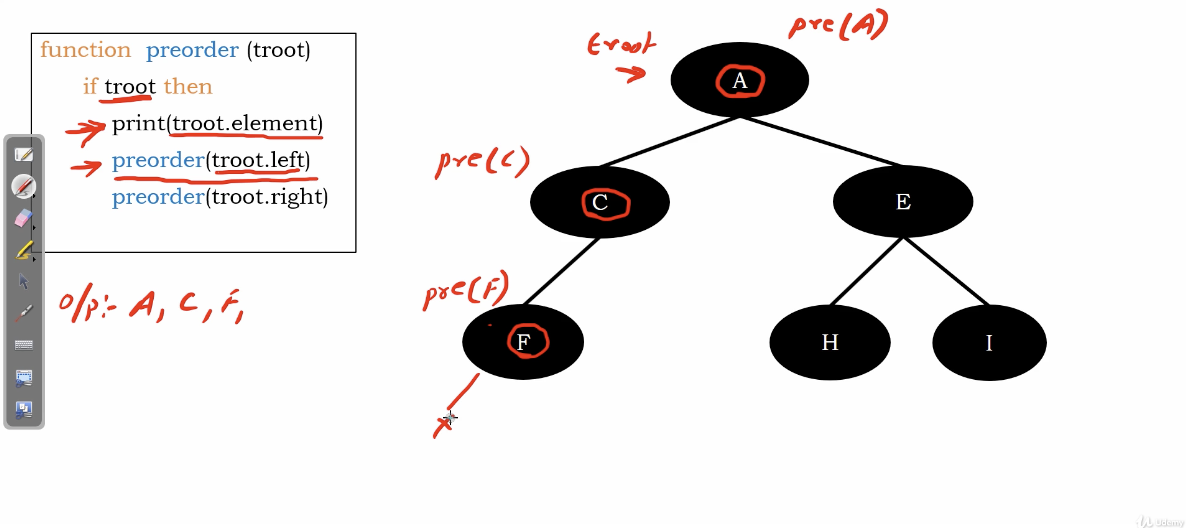 function preorder (troot)
if troot then
print(troot.element)
preorder(troot.left)
preorder(troot.right)
o/p:- A, C, F,
troot
pre(A)
A
pre(C)
C
E
pre(F)
F
H
I
Udemy